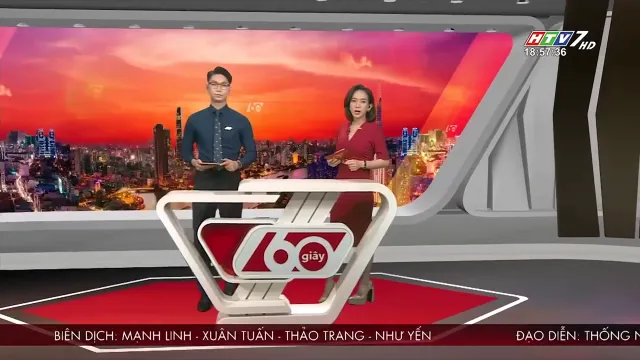 HTV7 HD
18:57:36
60 giây
BIÊN DỊCH: MẠNH LINH - XUÂN TUẤN - THẢO TRANG - NHƯ YẾN ĐẠO DIỄN: THỐNG N